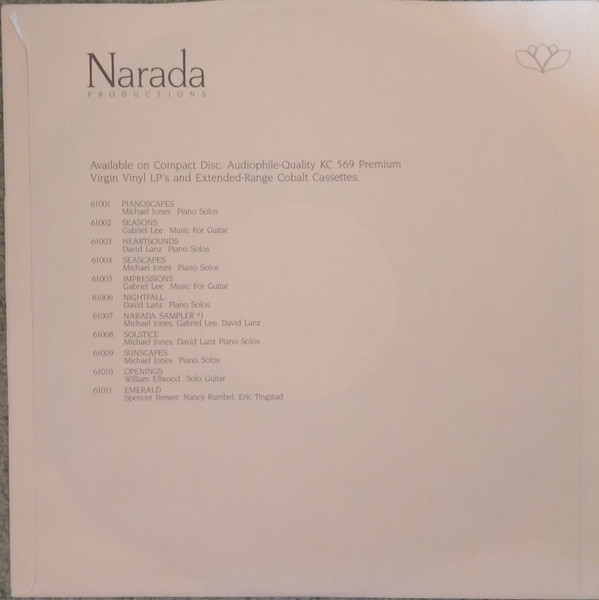 Narada
PRODUCTIONS
Available on Compact Disc, Audiophile-Quality KC 569 Premium
Virgin Vinyl LP's and Extended-Range Cobalt Cassettes.
61001 PIANOSCAPES
Michael Jones Piano Solos
61002 SEASONS
Gabriel Lee Music For Guitar
61003 HEARTSOUNDS
David Lanz Piano Solos
61004 SEASCAPES
Michael Jones Piano Solos
61005 IMPRESSIONS
Gabriel Lee Music For Guitar
61006 NIGHTFALL
David Lanz Piano Solos
61007 NARADA SAMPLER *1
Michael Jones, Gabriel Lee, David Lanz
61008 SOLSTICE
Michael Jones, David Lanz Piano Solos
61009 SUNSCAPES
Michael Jones Piano Solos
61010 OPENINGS
William Ellwood Solo Guitar
61011 EMERALD
Spencer Brewer, Nancy Rumbel, Eric Tingstad